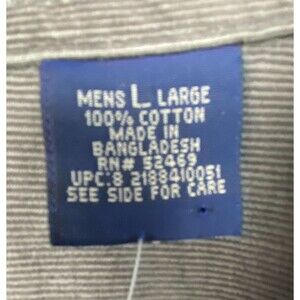 MENS L LARGE
100% COTTON
MADE IN
BANGLADESH
RN# 52469
UPC:8 2188410051
SEE SIDE FOR CARE